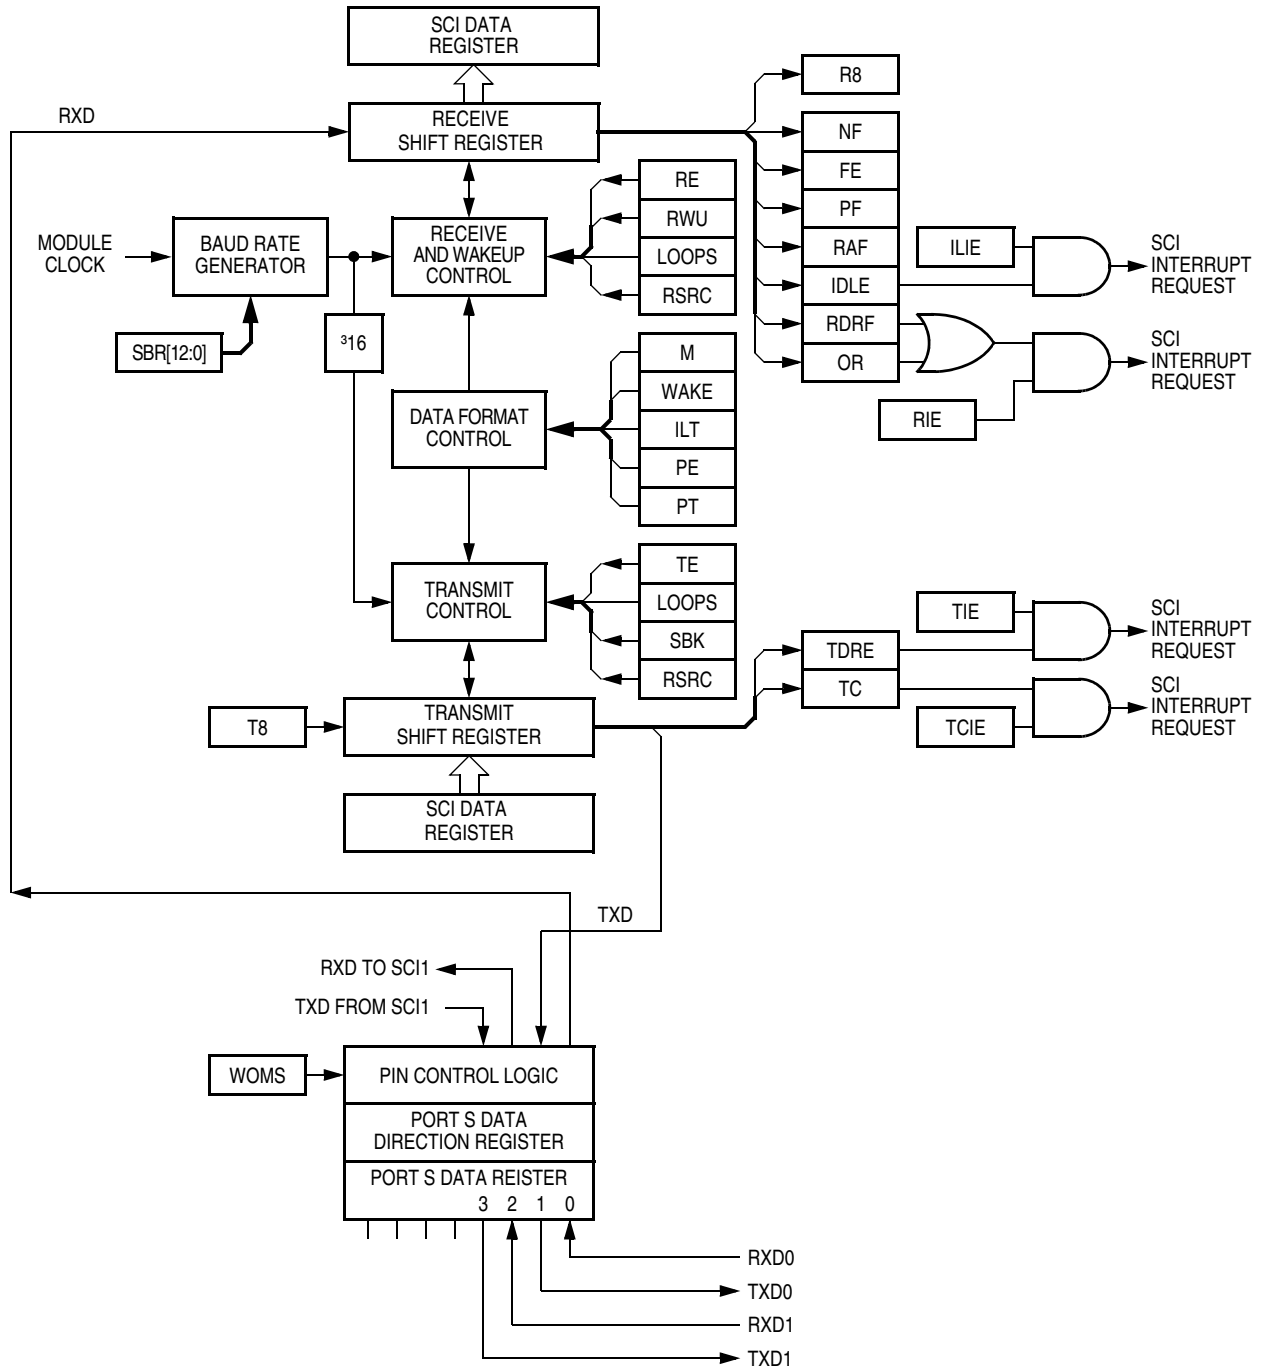 SCI DATA
REGISTER
RXD
RECEIVE
SHIFT REGISTER
R8
NF
FE
PF
RAF
IDLE
RDRF
OR
RE
RWU
LOOPS
RSRC
MODULE
CLOCK
BAUD RATE
GENERATOR
RECEIVE
AND WAKEUP
CONTROL
ILIE
SCI
INTERRUPT
REQUEST
SBR[12:0]
³16
SCI
INTERRUPT
REQUEST
RIE
M
WAKE
ILT
PE
PT
DATA FORMAT
CONTROL
TE
LOOPS
SBK
RSRC
TRANSMIT
CONTROL
TIE
SCI
INTERRUPT
REQUEST
TDRE
TC
TCIE
SCI
INTERRUPT
REQUEST
T8
TRANSMIT
SHIFT REGISTER
SCI DATA
REGISTER
TXD
RXD TO SCI1
TXD FROM SCI1
WOMS
PIN CONTROL LOGIC
PORT S DATA
DIRECTION REGISTER
PORT S DATA REISTER
3 2 1 0
RXD0
TXD0
RXD1
TXD1